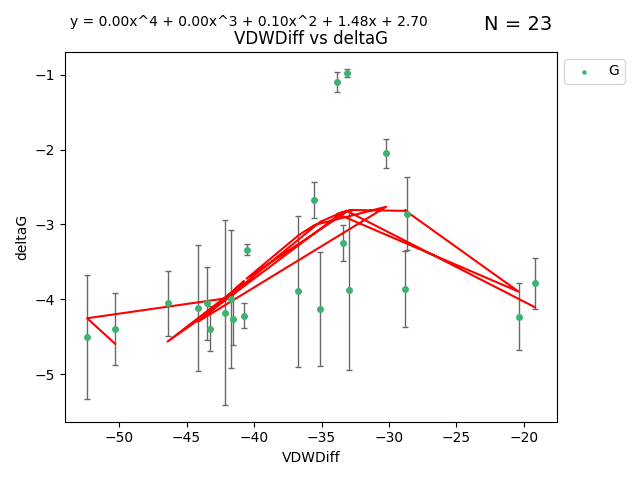 y = 0.00x^4 + 0.00x^3 + 0.10x^2 + 1.48x + 2.70
N = 23
VDWDiff vs deltaG
G
−1
−2
−3
−4
−5
deltaG
−50
−45
−40
−35
−30
−25
−20
VDWDiff